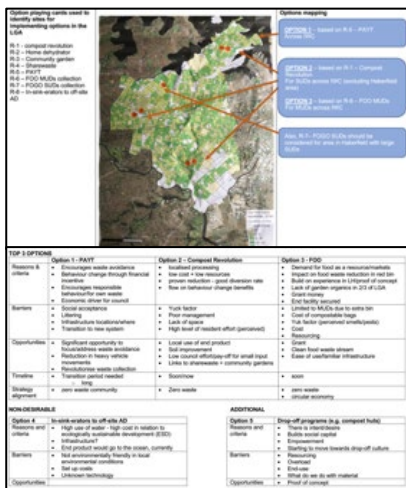 Option playing cards used to
identify sites for
implementing options in the
LGA
R-1 - compost revolution
R-2 – Home dehydrator
R-3 – Community garden
R-4 – Sharewaste
R-5 – PAYT
R-6 – FOO MUDs collection
R-7 – FOGO SUDs collection
R-8 – In-sink-erators to off-site
AD
Options mapping
OPTION 1 - based on R-5 – PAYT
Across IWC
OPTION 2 - based on R-1 – Compost
Revolution
For SUDs across IWC (excluding Haberfield
area)
OPTION 3 - based on R-6 – FOO MUDs
For MUDs across IWC
Also, R-7- FOGO SUDs should be
considered for area in Haberfield with large
SUDs
TOP 3 OPTIONS
Option 1 - PAYT
Option 2 – Compost Revolution
Option 3 - FOO
Reasons &
criteria
Encourages waste avoidance
Behaviour change through financial
incentive
Encourages responsible
behaviour/for own waste
Economic driver for council
localised processing
low cost + low resources
proven reduction - good diversion rate
flow on behaviour change benefits
Demand for food as a resource/markets
Impact on food waste reduction in red bin
Build on experience in LH/proof of concept
Lack of garden organics in 2/3 of LGA
Grant money
End facility secured
Barriers
Social acceptance
Littering
Infrastructure locations/where
Transition to new system
Yuck factor
Poor management
Lack of space
High level of resident effort (perceived)
Limited to MUDs due to extra bin
Cost of compostable bags
Yuk factor (perceived smells/pests)
Cost
Resourcing
Opportunities
Significant opportunity to
focus/address waste avoidance
Reduction in heavy vehicle
movements
Revolutionise waste collection
Local use of end product
Soil improvement
Low council effort/pay-off for small input
Links to sharewaste + community gardens
Grant
Clean food waste stream
Ease of use/familiar infrastructure
Timeline
Transition period needed
long
Soon/now
soon
Strategy
alignment
zero waste community
Zero waste
zero waste
circular economy
NON-DESIRABLE
Option 4
In-sink-erators to off-site AD
Reasons and
criteria
High use of water - high cost in relation to
ecologically sustainable development (ESD)
Infrastructure?
End product would go to the ocean, currently
Barriers
Not environmentally friendly in local
environmental conditions
Set up costs
Unknown technology
Opportunities
ADDITIONAL
Option 5
Drop-off programs (e.g, compost huts)
Reasons and
criteria
There is intent/desire
Builds social capital
Empowerment
Starting to move towards drop-off culture
Barriers
Resourcing
Overload
End-use
What do we do with material
Opportunities
Proof of concept